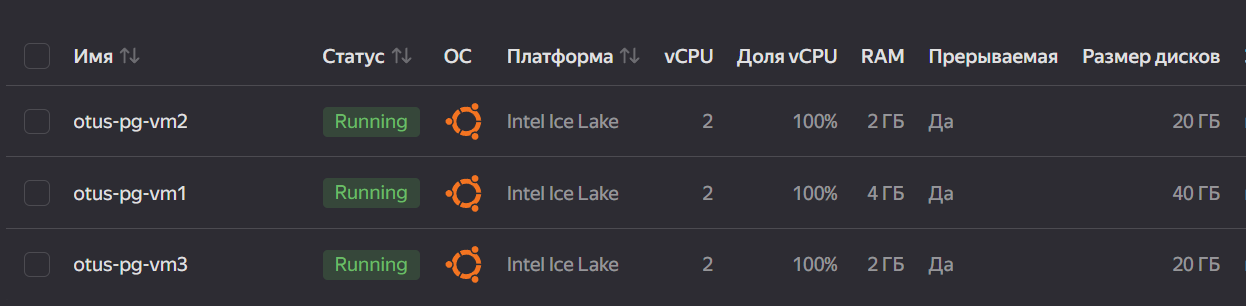 Имя Статус ОС Платформа vCPU Доля vCPU RAM Прерываемая Размер дисков
otus-pg-vm2 Running Intel Ice Lake 2 100% 2 ГБ Да 20 ГБ
otus-pg-vm1 Running Intel Ice Lake 2 100% 4 ГБ Да 40 ГБ
otus-pg-vm3 Running Intel Ice Lake 2 100% 2 ГБ Да 20 ГБ